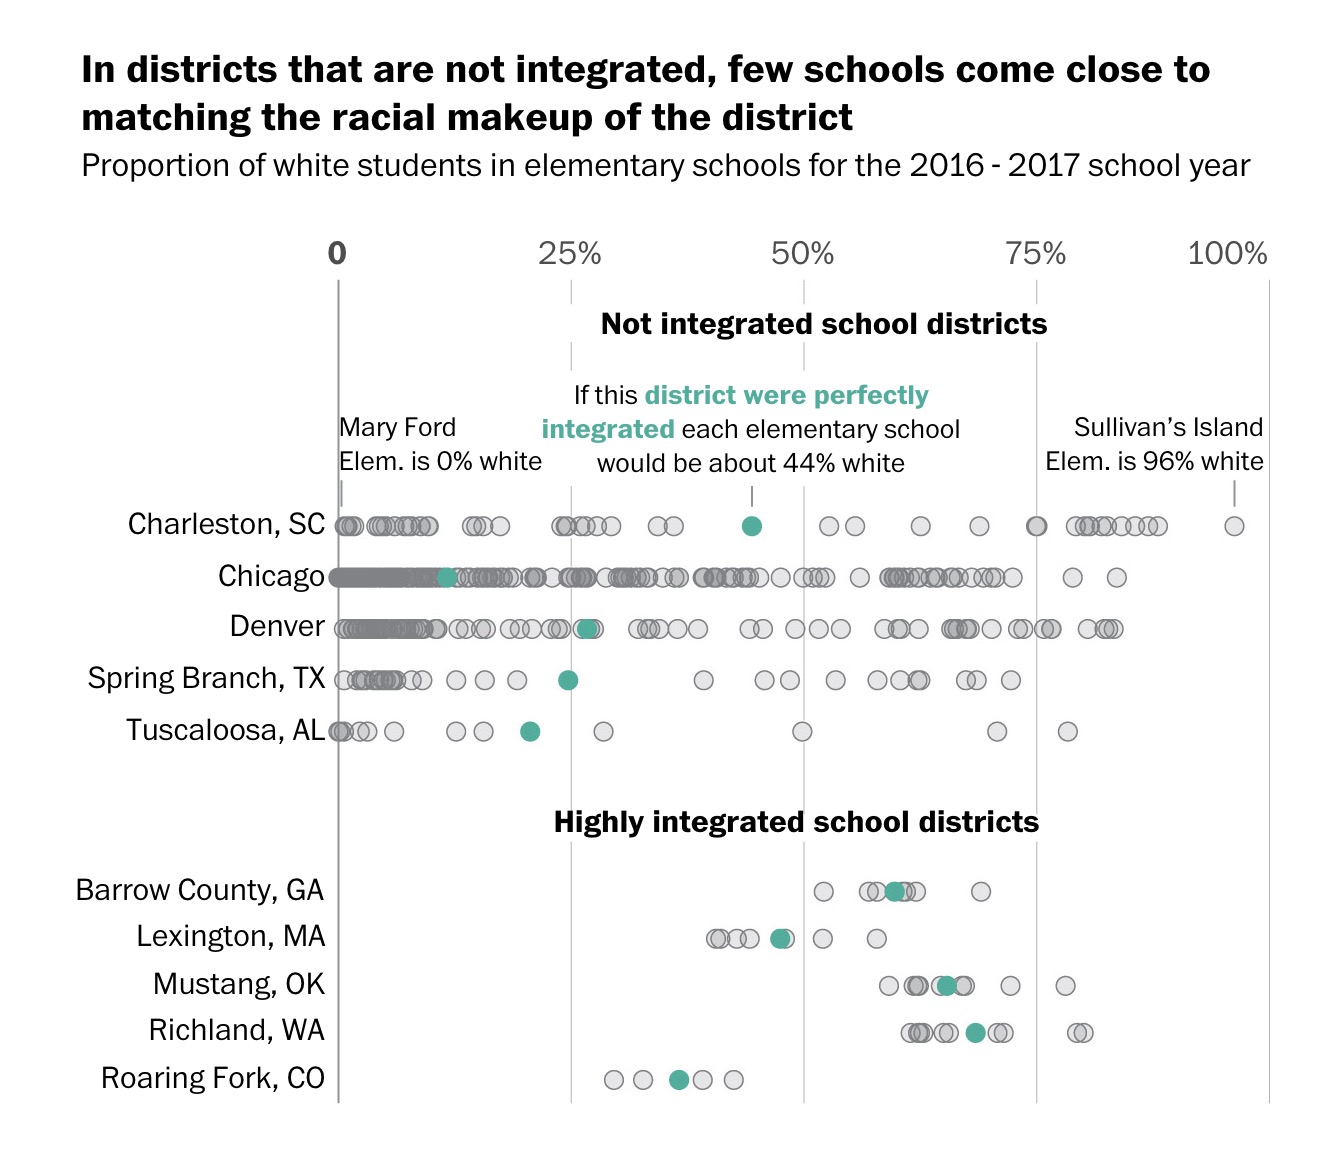 In districts that are not integrated, few schools come close to
matching the racial makeup of the district
Proportion of white students in elementary schools for the 2016 - 2017 school year
0 25% 50% 75% 100%
Not integrated school districts
If this district were perfectly
integrated each elementary school
would be about 44% white
Mary Ford
Elem. is 0% white
Sullivan's Island
Elem. is 96% white
Charleston, SC
Chicago
Denver
Spring Branch, TX
Tuscaloosa, AL
Highly integrated school districts
Barrow County, GA
Lexington, MA
Mustang, OK
Richland, WA
Roaring Fork, CO